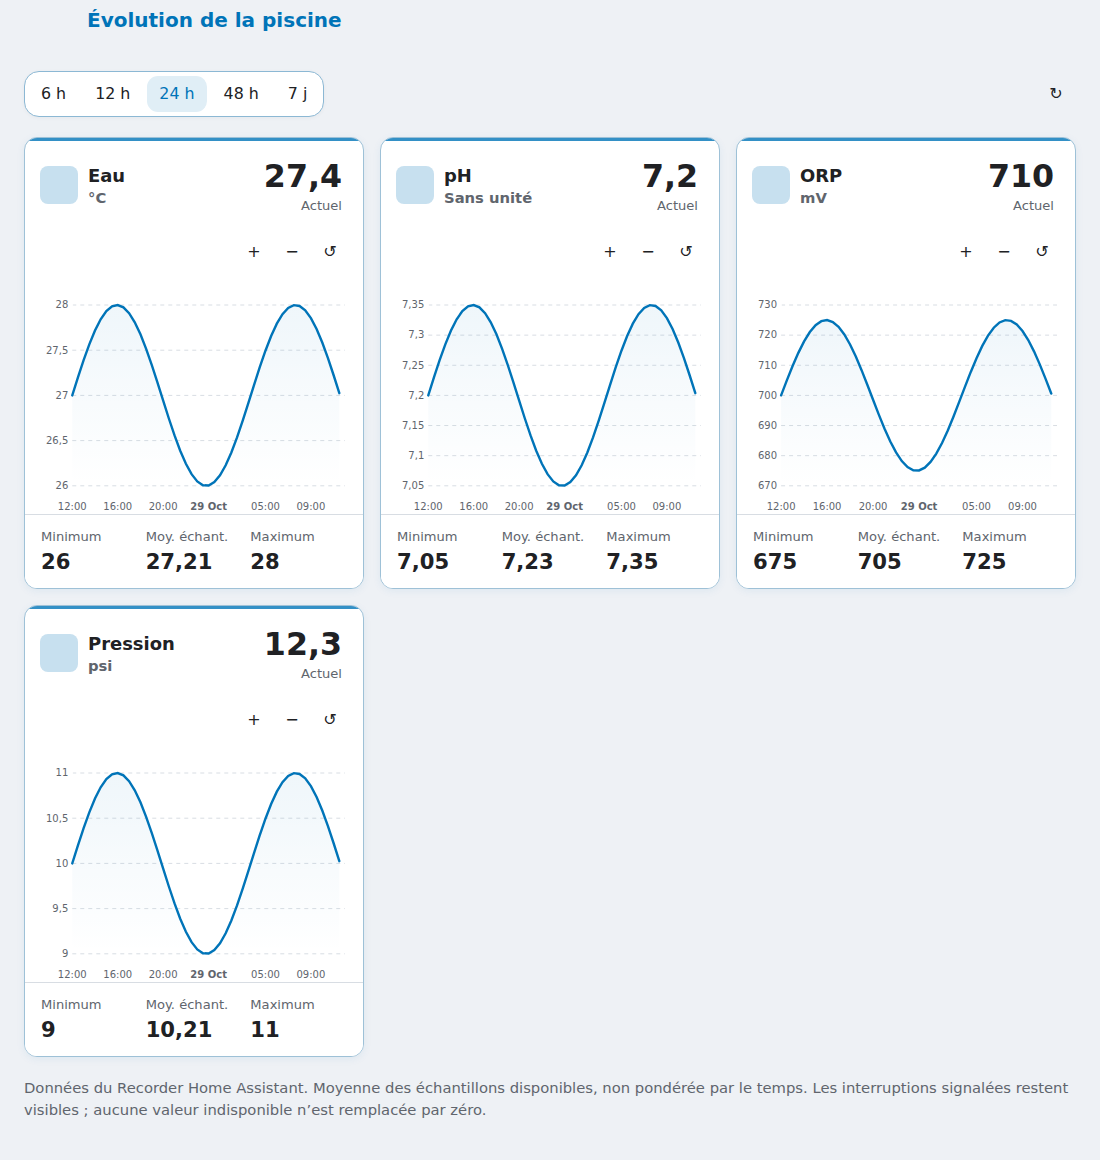 Évolution de la piscine
6 h 12 h 24 h 48 h 7 j ↻
Eau
°C
27,4
Actuel
+ − ↺
28
27,5
27
26,5
26
12:00 16:00 20:00 29 Oct 05:00 09:00
Minimum Moy. échant. Maximum
26 27,21 28
pH
Sans unité
7,2
Actuel
+ − ↺
7,35
7,3
7,25
7,2
7,15
7,1
7,05
12:00 16:00 20:00 29 Oct 05:00 09:00
Minimum Moy. échant. Maximum
7,05 7,23 7,35
ORP
mV
710
Actuel
+ − ↺
730
720
710
700
690
680
670
12:00 16:00 20:00 29 Oct 05:00 09:00
Minimum Moy. échant. Maximum
675 705 725
Pression
psi
12,3
Actuel
+ − ↺
11
10,5
10
9,5
9
12:00 16:00 20:00 29 Oct 05:00 09:00
Minimum Moy. échant. Maximum
9 10,21 11
Données du Recorder Home Assistant. Moyenne des échantillons disponibles, non pondérée par le temps. Les interruptions signalées restent
visibles ; aucune valeur indisponible n’est remplacée par zéro.